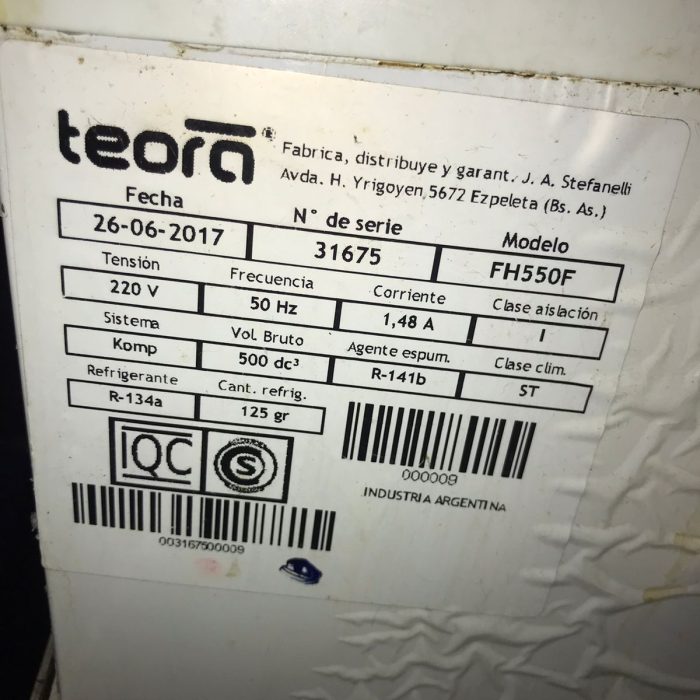 teora®
Fabrica, distribuye y garant. J. A. Stefanelli
Avda. H. Yrigoyen 5672 Ezpeleta (Bs. As.)
Fecha N° de serie Modelo
26-06-2017 31675 FH550F
Tensión Frecuencia Corriente Clase aislación
220 V 50 Hz 1,48 A I
Sistema Vol. Bruto Agente espum. Clase clim.
Komp 500 dc³ R-141b ST
Refrigerante Cant. refrig.
R-134a 125 gr
IQC S
000009
INDUSTRIA ARGENTINA
003167500009